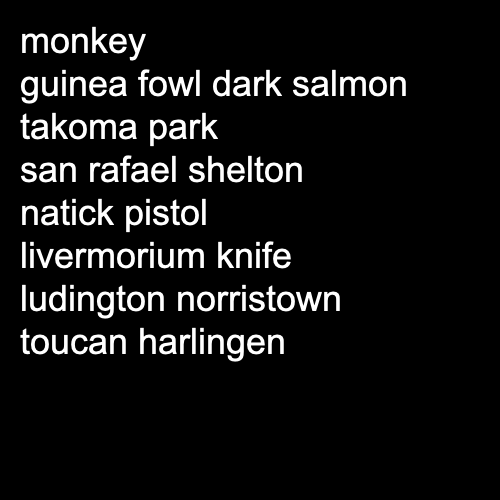 monkey
guinea fowl dark salmon
takoma park
san rafael shelton
natick pistol
livermorium knife
ludington norristown
toucan harlingen